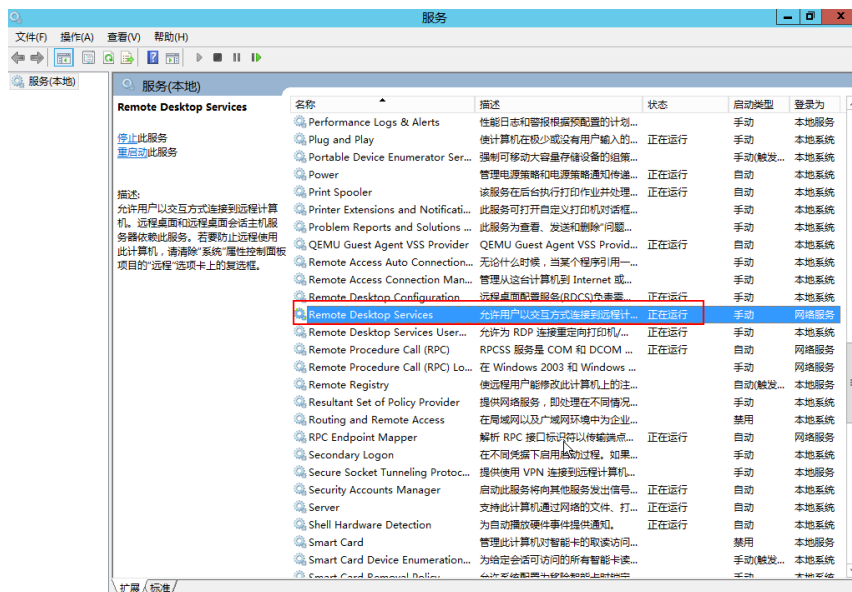 服务
文件(F) 操作(A) 查看(V) 帮助(H)
服务(本地)
服务(本地)
Remote Desktop Services
停止此服务
重启动此服务
描述:
允许用户以交互方式连接到远程计算
机。远程桌面和远程桌面会话主机服
务器依赖此服务。若要防止远程使用
此计算机，请清除“系统”属性控制面板
项目的“远程”选项卡上的复选框。
名称 描述 状态 启动类型 登录为
Performance Logs & Alerts 性能日志和警报根据预配置的计划... 手动 本地服务
Plug and Play 使计算机在极少或没有用户输入的... 正在运行 手动 本地系统
Portable Device Enumerator Ser... 强制可移动大容量存储设备的组策... 手动(触发... 本地系统
Power 管理电源策略和电源策略通知传递... 正在运行 自动 本地系统
Print Spooler 该服务在后台执行打印作业并处理... 正在运行 自动 本地系统
Printer Extensions and Notificati... 此服务可打开自定义打印机对话框... 手动 本地系统
Problem Reports and Solutions ... 此服务为查看、发送和删除“问题... 手动 本地系统
QEMU Guest Agent VSS Provider QEMU Guest Agent VSS Provid... 正在运行 自动 本地系统
Remote Access Auto Connection... 无论什么时候，当某个程序引用一... 手动 本地系统
Remote Access Connection Man... 管理从这台计算机到 Internet 或... 手动 本地系统
Remote Desktop Configuration 远程桌面配置服务(RDCS)负责需... 正在运行 手动 本地系统
Remote Desktop Services 允许用户以交互方式连接到远程计... 正在运行 手动 网络服务
Remote Desktop Services User... 允许为 RDP 连接重定向打印机/... 正在运行 手动 本地系统
Remote Procedure Call (RPC) RPCSS 服务是 COM 和 DCOM ... 正在运行 自动 网络服务
Remote Procedure Call (RPC) Lo... 在 Windows 2003 和 Windows ... 手动 网络服务
Remote Registry 使远程用户能修改此计算机上的注... 自动(触发... 本地服务
Resultant Set of Policy Provider 提供网络服务，即处理在不同情况... 手动 本地系统
Routing and Remote Access 在局域网以及广域网环境中为企业... 禁用 本地系统
RPC Endpoint Mapper 解析 RPC 接口标识符以传输端点... 正在运行 自动 网络服务
Secondary Logon 在不同凭据下启用启动过程。如果... 手动 本地系统
Secure Socket Tunneling Protoc... 提供使用 VPN 连接到远程计算机... 手动 本地服务
Security Accounts Manager 启动此服务将向其他服务发出信号... 正在运行 自动 本地系统
Server 支持此计算机通过网络的文件、打... 正在运行 自动 本地系统
Shell Hardware Detection 为自动播放硬件事件提供通知。 正在运行 自动 本地系统
Smart Card 管理此计算机对智能卡的取读访问... 禁用 本地服务
Smart Card Device Enumeration... 为给定会话可访问的所有智能卡读... 手动(触发... 本地系统
Smart Card Removal Policy 允许系统配置为移除智能卡时锁定... 手动 本地系统
扩展 标准